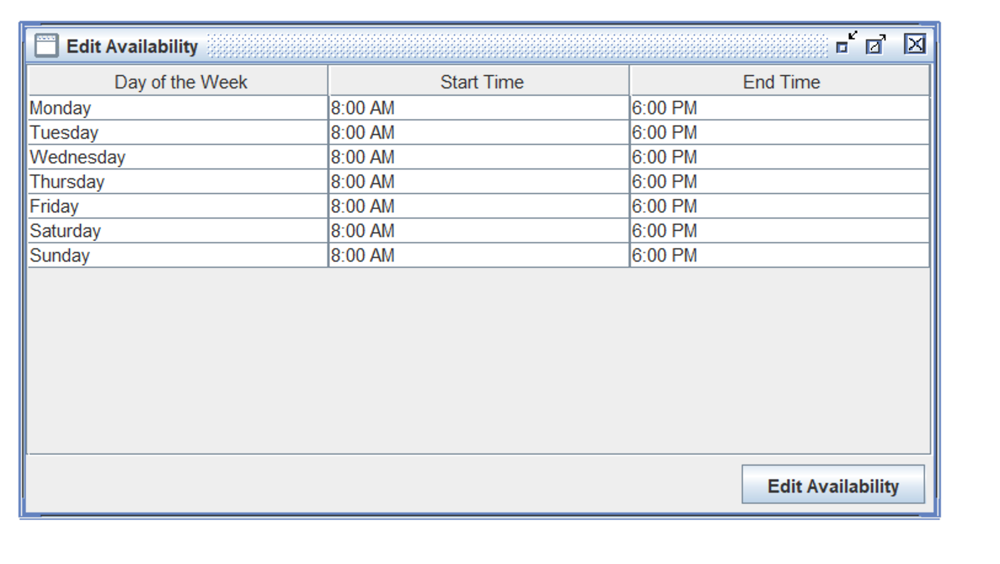 Edit Availability
Day of the Week Start Time End Time
Monday 8:00 AM 6:00 PM
Tuesday 8:00 AM 6:00 PM
Wednesday 8:00 AM 6:00 PM
Thursday 8:00 AM 6:00 PM
Friday 8:00 AM 6:00 PM
Saturday 8:00 AM 6:00 PM
Sunday 8:00 AM 6:00 PM
Edit Availability